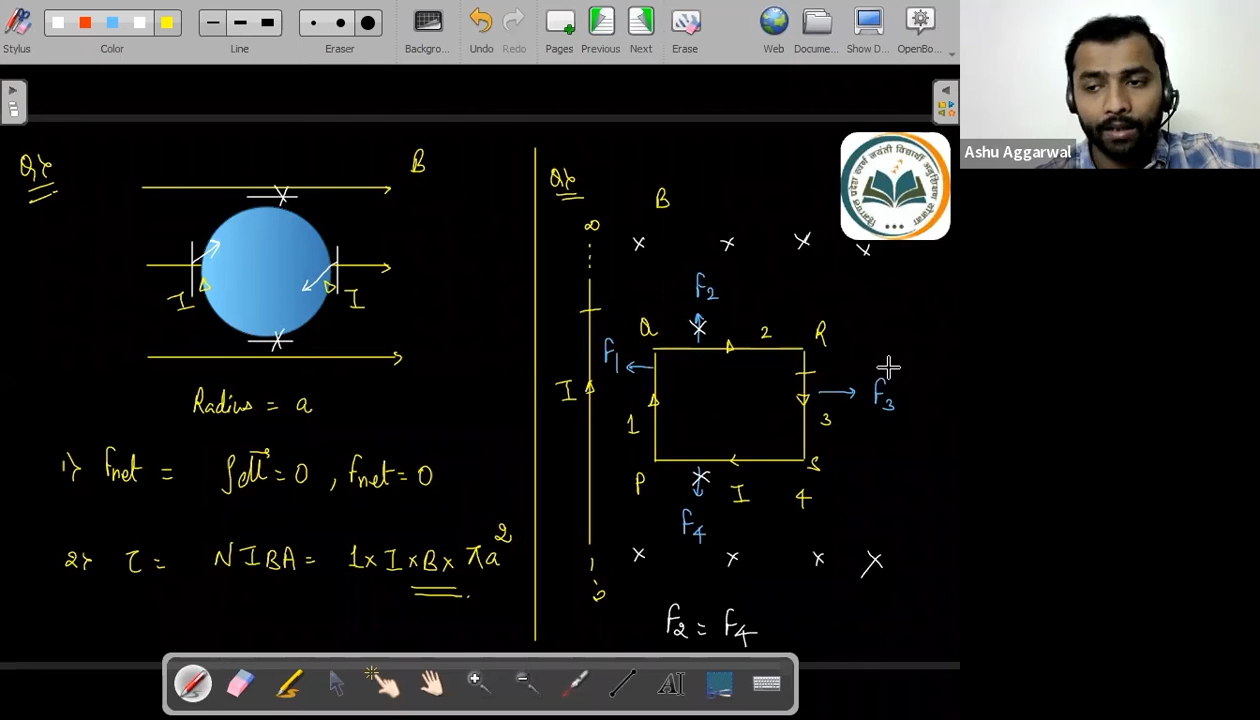 Stylus
Color
Line
Eraser
Backgro...
Undo
Redo
Pages
Previous
Next
Erase
Web
Docume...
Show D...
OpenBo...
Ashu Aggarwal
B
I
I
Radius = a
1) Fnet = ∮dl = 0, Fnet = 0
2) τ = NIBA = 1 × I × B × πa²
B
∞
× × × ×
F2
Q 2 R
F1
I
F3
1 3
P I S
4
F4
× × × ×
F2 = F4
AI